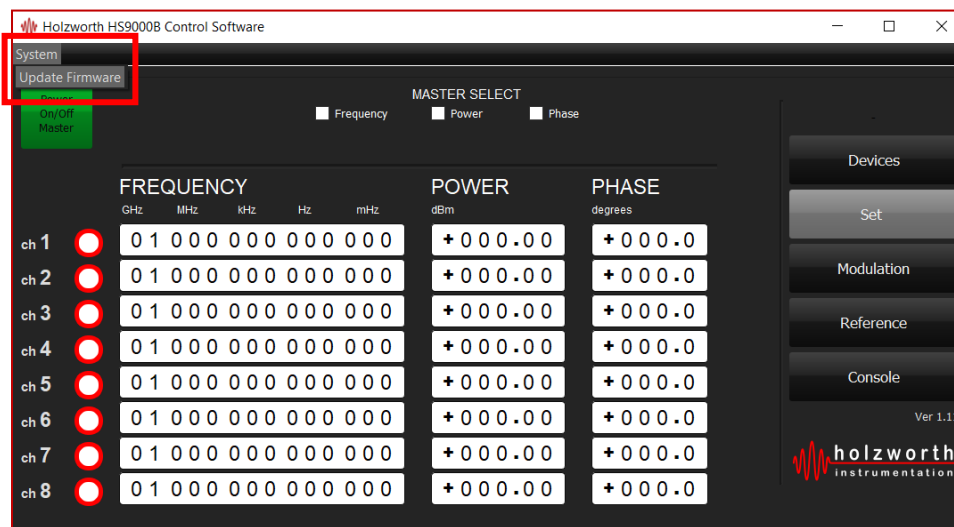 Holzworth HS9000B Control Software
System
Update Firmware
Power
On/Off
Master
MASTER SELECT
Frequency Power Phase
FREQUENCY POWER PHASE
GHz MHz kHz Hz mHz dBm degrees
ch 1 01 000 000 000 000 +000.00 +000.0
ch 2 01 000 000 000 000 +000.00 +000.0
ch 3 01 000 000 000 000 +000.00 +000.0
ch 4 01 000 000 000 000 +000.00 +000.0
ch 5 01 000 000 000 000 +000.00 +000.0
ch 6 01 000 000 000 000 +000.00 +000.0
ch 7 01 000 000 000 000 +000.00 +000.0
ch 8 01 000 000 000 000 +000.00 +000.0
Devices
Set
Modulation
Reference
Console
Ver
holzworth
instrumentation